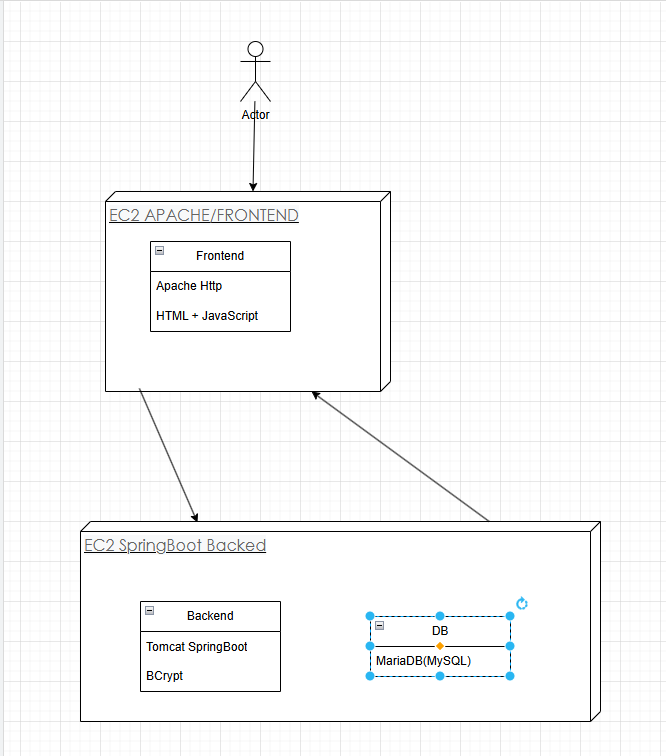 Actor
EC2 APACHE/FRONTEND
Frontend
Apache Http
HTML + JavaScript
EC2 SpringBoot Backed
Backend
Tomcat SpringBoot
BCrypt
DB
MariaDB(MySQL)